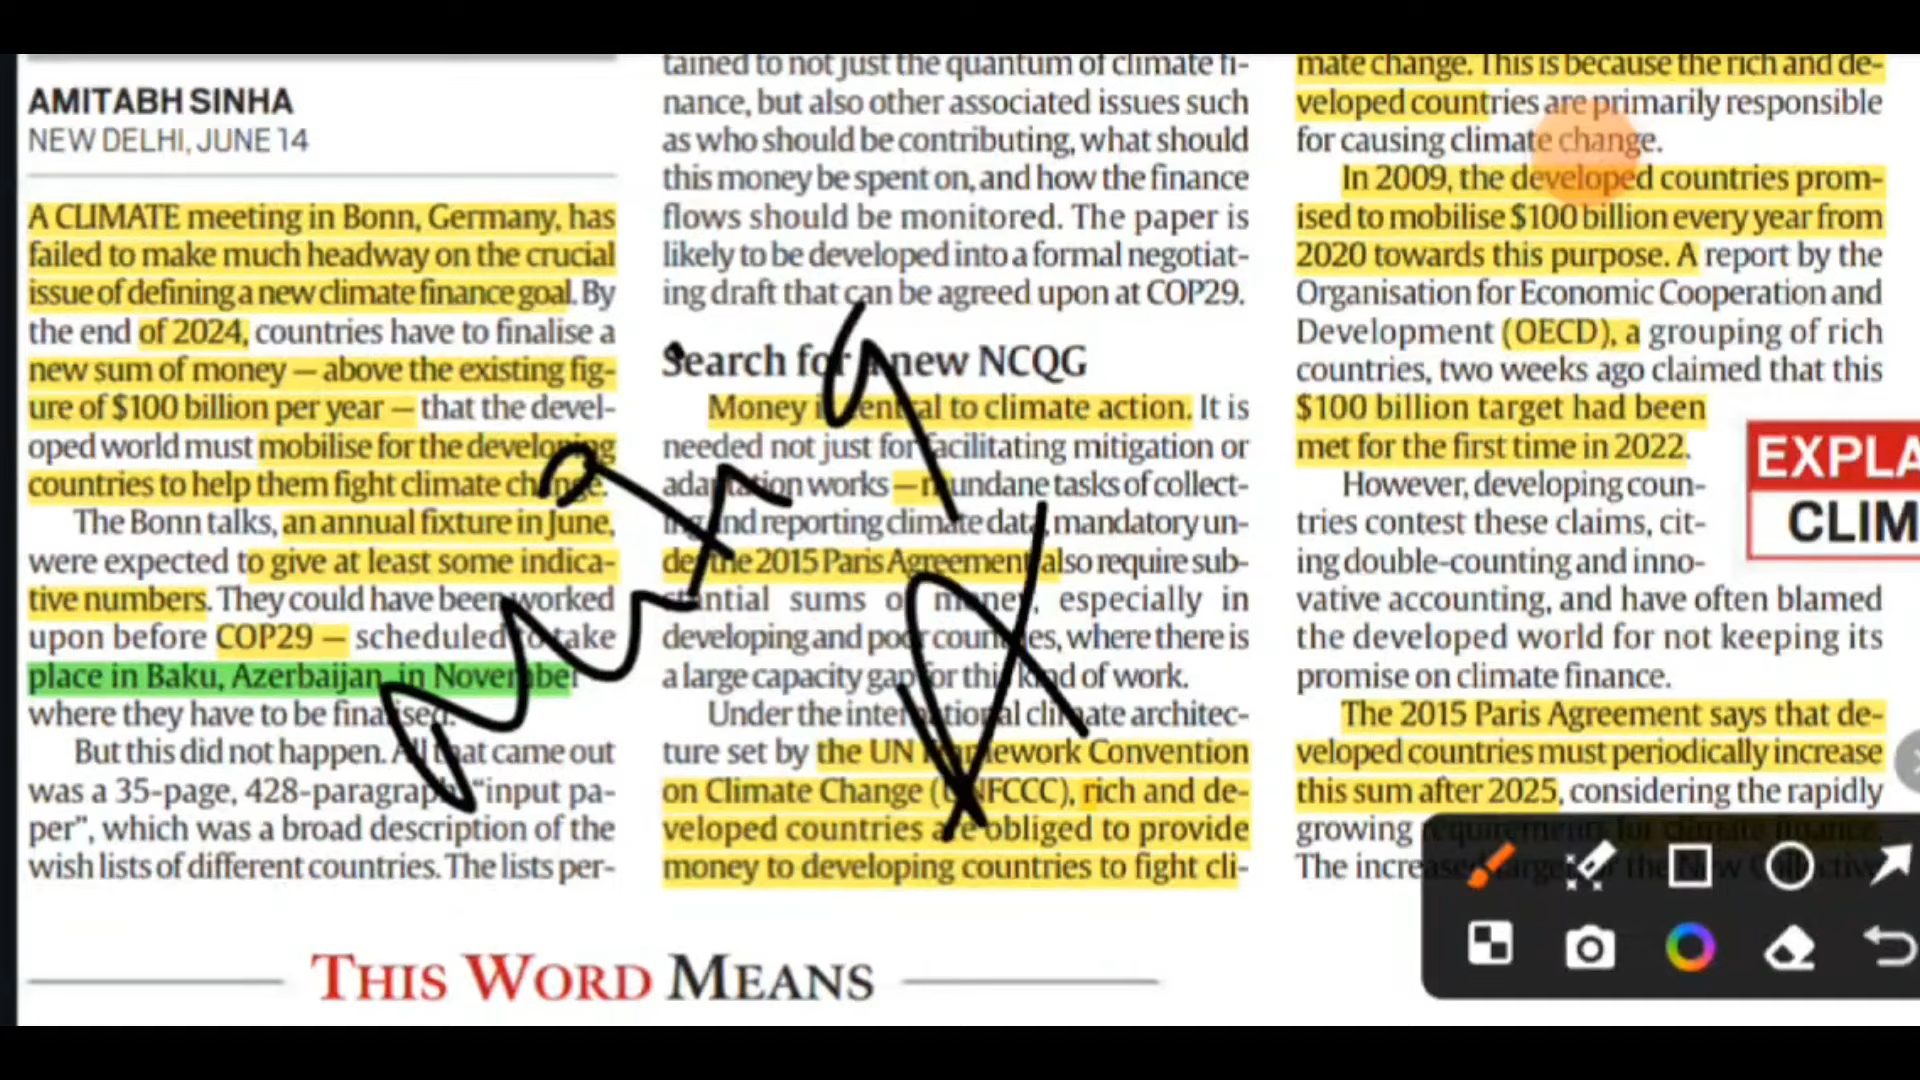 AMITABH SINHA
NEW DELHI, JUNE 14
A CLIMATE meeting in Bonn, Germany, has
failed to make much headway on the crucial
issue of defining a new climate finance goal. By
the end of 2024, countries have to finalise a
new sum of money — above the existing fig-
ure of $100 billion per year — that the devel-
oped world must mobilise for the developing
countries to help them fight climate change.
The Bonn talks, an annual fixture in June,
were expected to give at least some indica-
tive numbers. They could have been worked
upon before COP29 — scheduled to take
place in Baku, Azerbaijan, in November
where they have to be finalised.
But this did not happen. All that came out
was a 35-page, 428-paragraph “input pa-
per”, which was a broad description of the
wish lists of different countries. The lists per-
tained to not just the quantum of climate fi-
nance, but also other associated issues such
as who should be contributing, what should
this money be spent on, and how the finance
flows should be monitored. The paper is
likely to be developed into a formal negotiat-
ing draft that can be agreed upon at COP29.
Search for a new NCQG
Money is central to climate action. It is
needed not just for facilitating mitigation or
adaptation works — mundane tasks of collect-
ing and reporting climate data, mandatory un-
der the 2015 Paris Agreement also require sub-
stantial sums of money, especially in
developing and poor countries, where there is
a large capacity gap for this kind of work.
Under the international climate architec-
ture set by the UN Framework Convention
on Climate Change (UNFCCC), rich and de-
veloped countries are obliged to provide
money to developing countries to fight cli-
mate change. This is because the rich and de-
veloped countries are primarily responsible
for causing climate change.
In 2009, the developed countries prom-
ised to mobilise $100 billion every year from
2020 towards this purpose. A report by the
Organisation for Economic Cooperation and
Development (OECD), a grouping of rich
countries, two weeks ago claimed that this
$100 billion target had been
met for the first time in 2022.
However, developing coun-
tries contest these claims, cit-
ing double-counting and inno-
vative accounting, and have often blamed
the developed world for not keeping its
promise on climate finance.
The 2015 Paris Agreement says that de-
veloped countries must periodically increase
this sum after 2025, considering the rapidly
growing requirements for climate finance.
The increased target or the New Collective
EXPLA
CLIM
THIS WORD MEANS